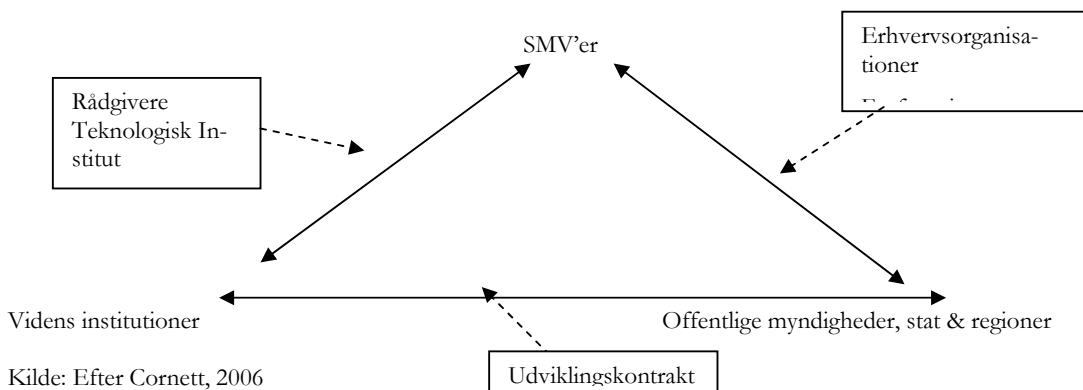 SMV'er
Erhvervsorganisa-
tioner
Rådgivere
Teknologisk In-
stitut
Videns institutioner
Offentlige myndigheder, stat & regioner
Udviklingskontrakt
Kilde: Efter Cornett, 2006